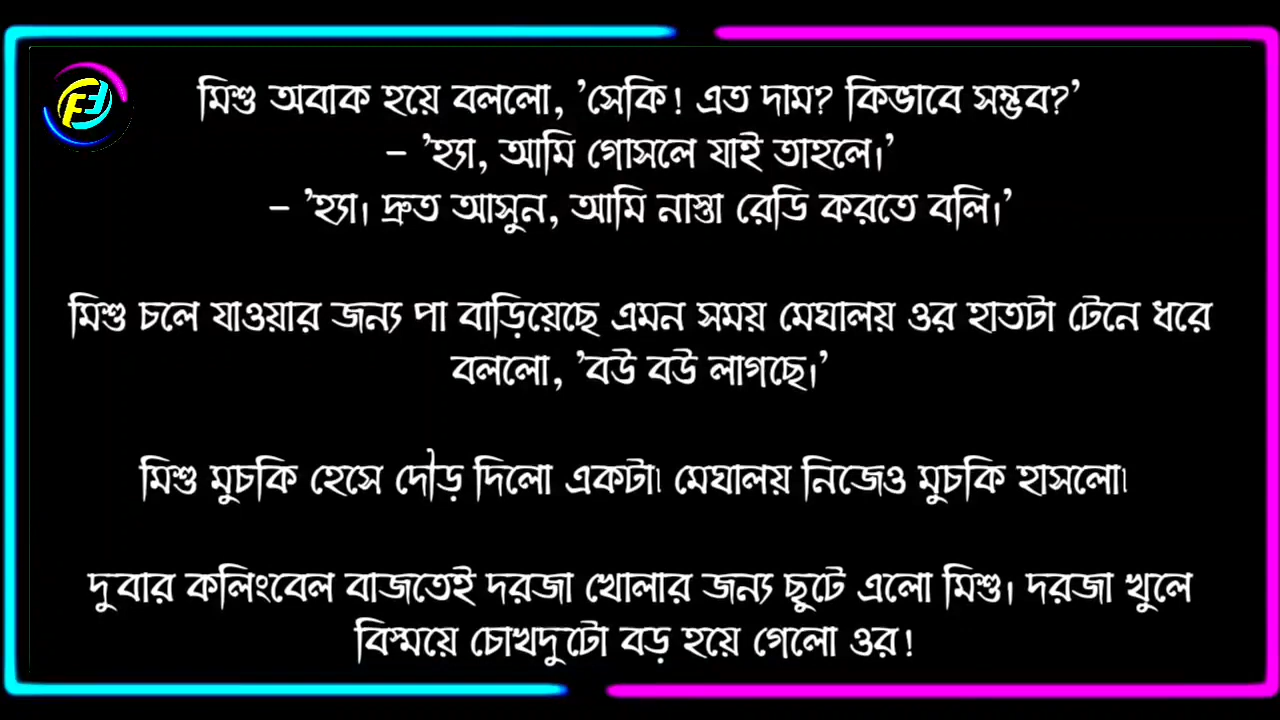 মিশু অবাক হয়ে বললো, 'সেকি! এত দাম? কিভাবে সম্ভব?'
– 'হ্যা, আমি গোসলে যাই তাহলে।'
– 'হ্যা। দ্রুত আসুন, আমি নাস্তা রেডি করতে বলি।'
মিশু চলে যাওয়ার জন্য পা বাড়িয়েছে এমন সময় মেঘালয় ওর হাতটা টেনে ধরে
বললো, 'বউ বউ লাগছে।'
মিশু মুচকি হেসে দৌড় দিলো একটা৷ মেঘালয় নিজেও মুচকি হাসলো৷
দুবার কলিংবেল বাজতেই দরজা খোলার জন্য ছুটে এলো মিশু। দরজা খুলে
বিস্ময়ে চোখদুটো বড় হয়ে গেলো ওর!